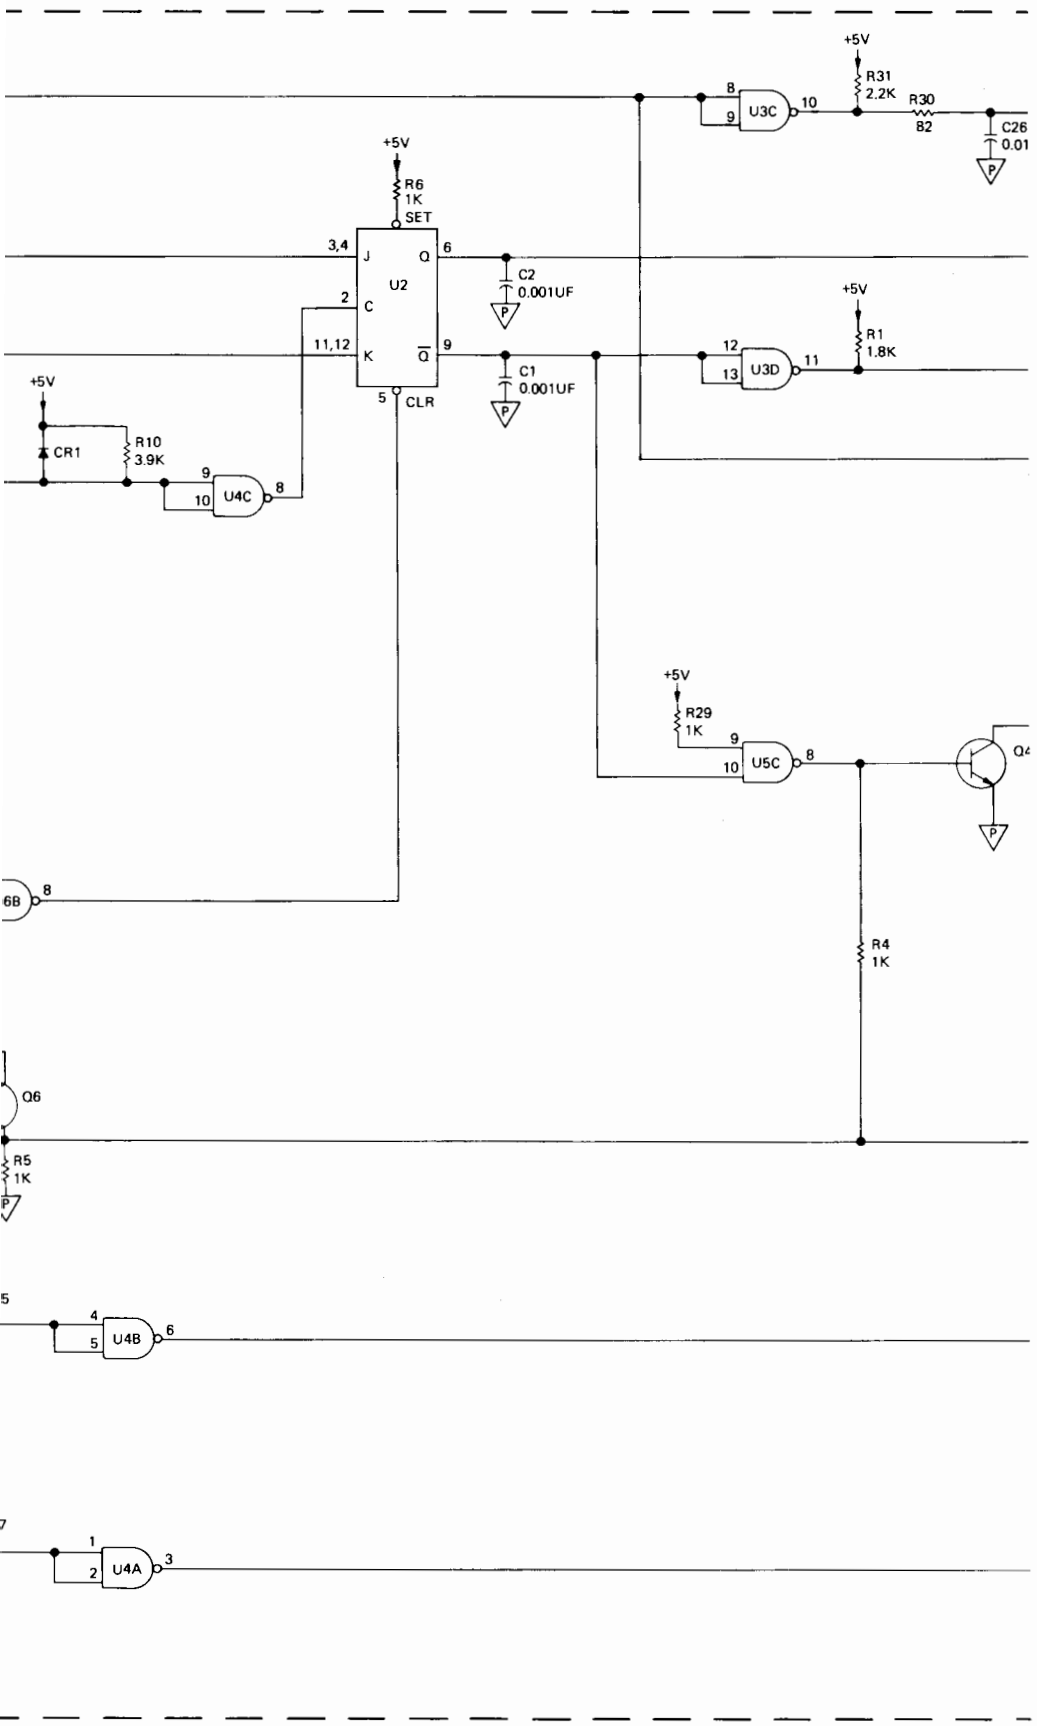 +5V
R31
2.2K
8
9
U3C
10
R30
82
C26
0.01
P
+5V
R6
1K
SET
3,4
J
Q
6
U2
C2
0.001UF
P
2
C
+5V
R1
1.8K
11,12
K
Q
9
C1
0.001UF
P
12
13
U3D
11
5
CLR
+5V
CR1
R10
3.9K
9
10
U4C
8
+5V
R29
1K
9
10
U5C
8
Q4
P
6B
8
R4
1K
Q6
R5
1K
P
5
4
5
U4B
6
7
1
2
U4A
3